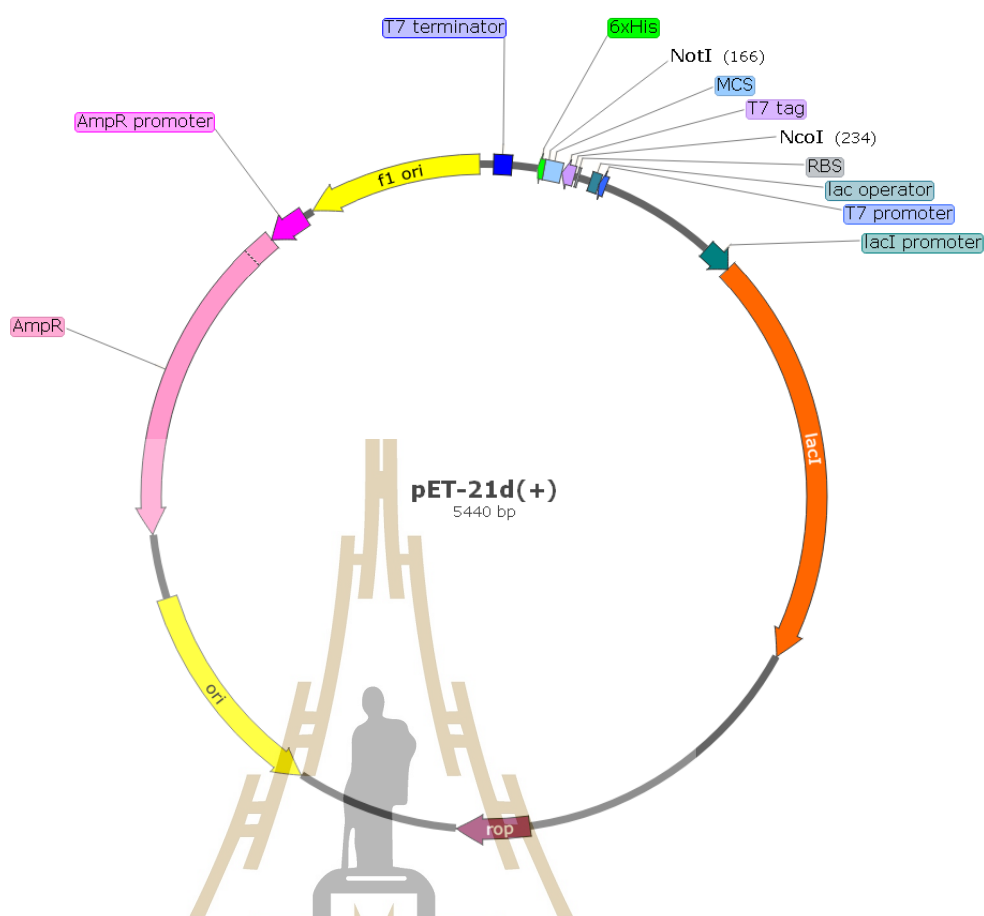 T7 terminator
6xHis
NotI (166)
MCS
T7 tag
NcoI (234)
RBS
lac operator
T7 promoter
lacI promoter
AmpR promoter
f1 ori
AmpR
lacI
pET-21d(+)
5440 bp
ori
rop